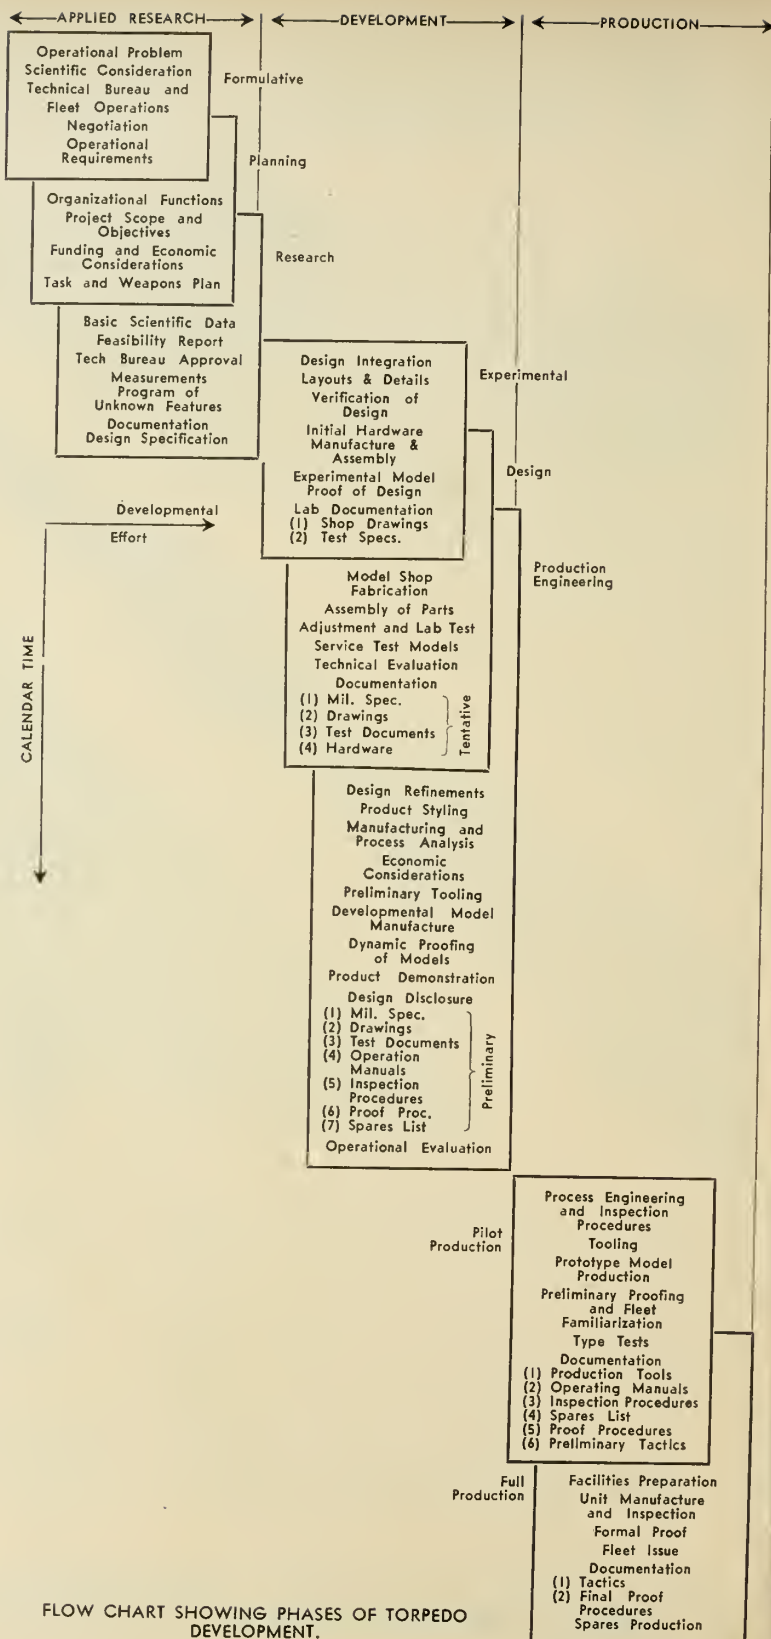 APPLIED RESEARCH
DEVELOPMENT
PRODUCTION
Operational Problem
Scientific Consideration
Technical Bureau and
Fleet Operations
Negotiation
Operational
Requirements
Formulative
Planning
Organizational Functions
Project Scope and
Objectives
Funding and Economic
Considerations
Task and Weapons Plan
Research
Basic Scientific Data
Feasibility Report
Tech Bureau Approval
Measurements
Program of
Unknown Features
Documentation
Design Specification
Design Integration
Layouts & Details
Verification of
Design
Initial Hardware
Manufacture &
Assembly
Experimental Model
Proof of Design
Lab Documentation
(1) Shop Drawings
(2) Test Specs.
Experimental
Design
Developmental
Effort
CALENDAR TIME
Production
Engineering
Model Shop
Fabrication
Assembly of Parts
Adjustment and Lab Test
Service Test Models
Technical Evaluation
Documentation
(1) Mil. Spec.
(2) Drawings
(3) Test Documents
(4) Hardware
Tentative
Design Refinements
Product Styling
Manufacturing and
Process Analysis
Economic
Considerations
Preliminary Tooling
Developmental Model
Manufacture
Dynamic Proofing
of Models
Product Demonstration
Design Disclosure
(1) Mil. Spec.
(2) Drawings
(3) Test Documents
(4) Operation
Manuals
(5) Inspection
Procedures
(6) Proof Proc.
(7) Spares List
Preliminary
Operational Evaluation
Pilot
Production
Process Engineering
and Inspection
Procedures
Tooling
Prototype Model
Production
Preliminary Proofing
and Fleet
Familiarization
Type Tests
Documentation
(1) Production Tools
(2) Operating Manuals
(3) Inspection Procedures
(4) Spares List
(5) Proof Procedures
(6) Preliminary Tactics
Full
Production
Facilities Preparation
Unit Manufacture
and Inspection
Formal Proof
Fleet Issue
Documentation
(1) Tactics
(2) Final Proof
Procedures
Spares Production
FLOW CHART SHOWING PHASES OF TORPEDO
DEVELOPMENT.